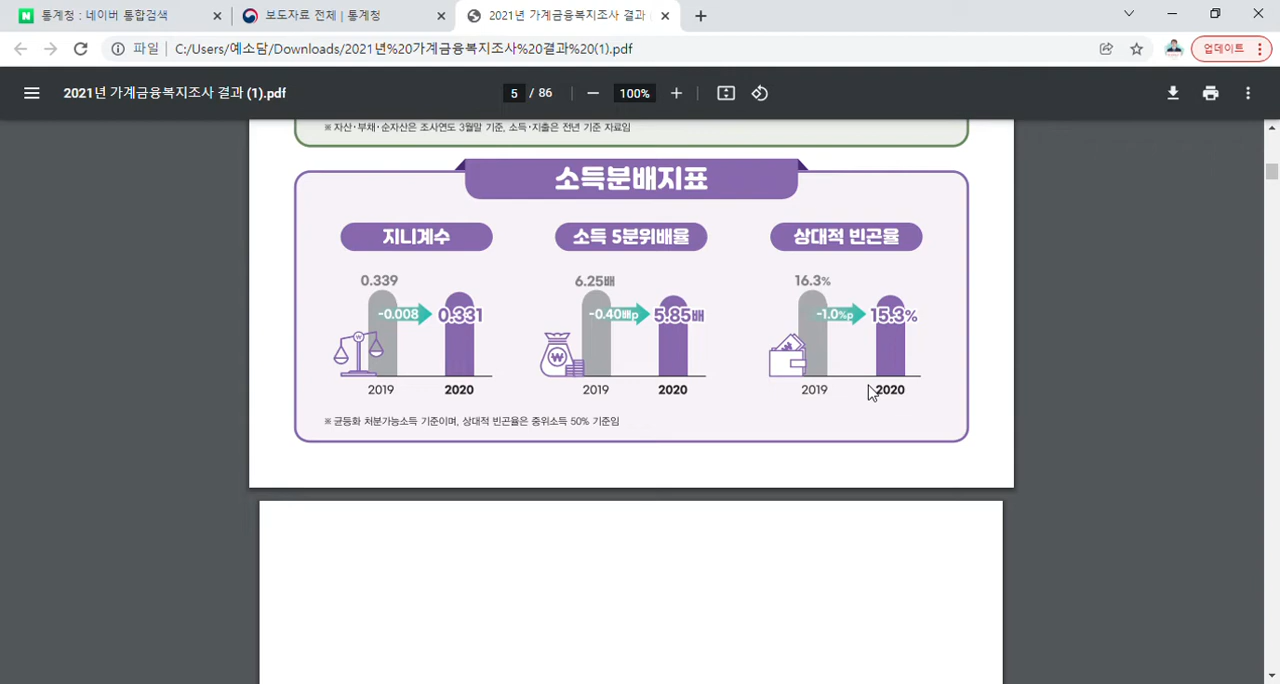 통계청 : 네이버 통합검색
보도자료 전체 | 통계청
2021년 가계금융복지조사 결과
파일 C:/Users/예소담/Downloads/2021년%20가계금융복지조사%20결과%20(1).pdf
업데이트
2021년 가계금융복지조사 결과 (1).pdf
5 / 86
100%
※ 자산·부채·순자산은 조사연도 3월말 기준, 소득·지출은 전년 기준 자료임
소득분배지표
지니계수
0.339
-0.008
0.331
2019
2020
소득 5분위배율
6.25배
-0.40배p
5.85배
2019
2020
상대적 빈곤율
16.3%
-1.0%p
15.3%
2019
2020
※ 균등화 처분가능소득 기준이며, 상대적 빈곤율은 중위소득 50% 기준임